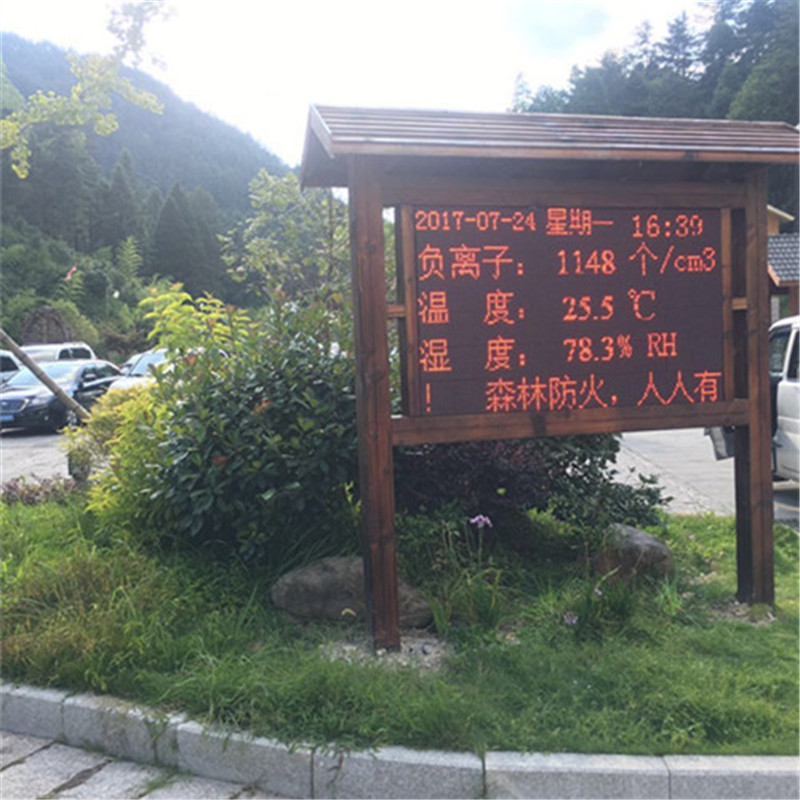 2017-07-24 星期一 16:39
负离子： 1148 个/cm3
温 度： 25.5 ℃
湿 度： 78.3% RH
！ 森林防火，人人有